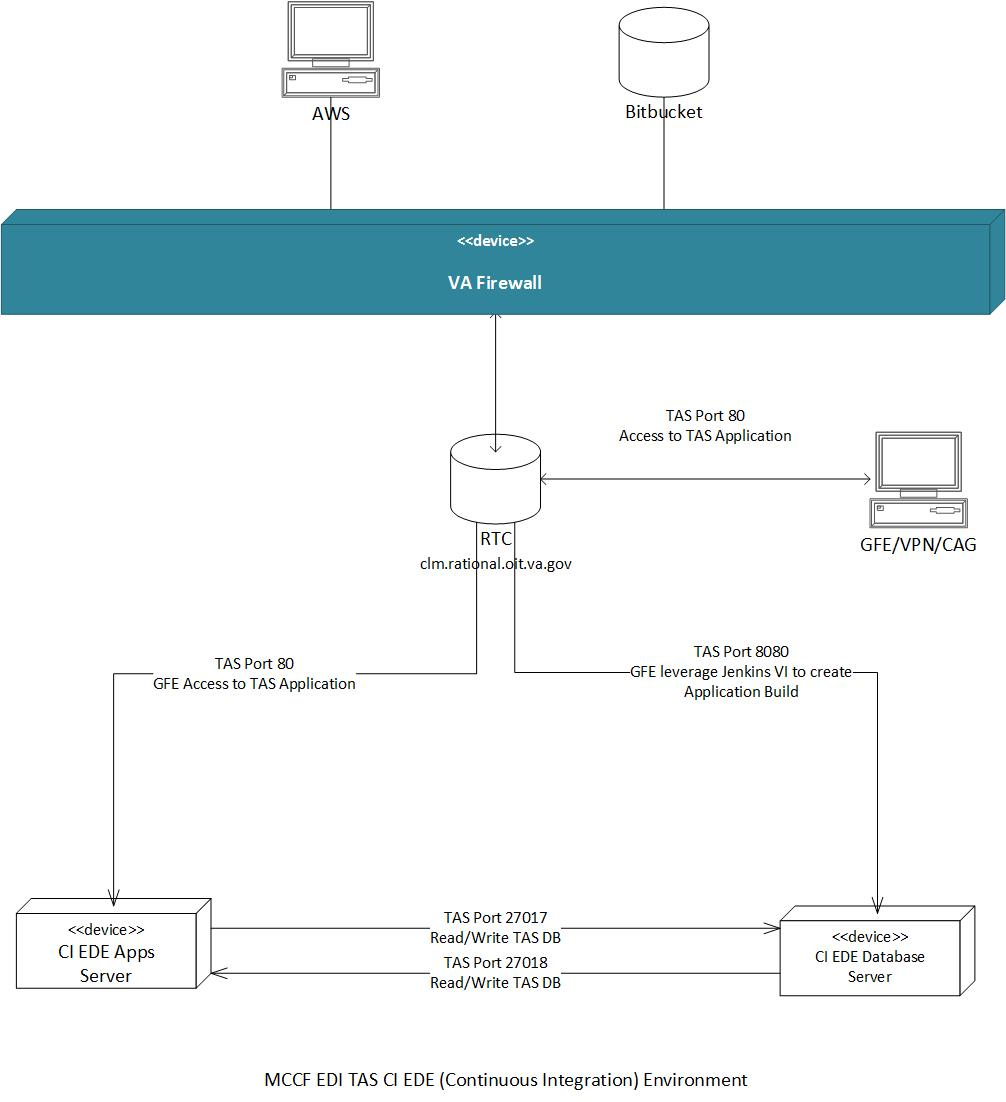 AWS
Bitbucket
<<device>>
VA Firewall
TAS Port 80
Access to TAS Application
GFE/VPN/CAG
RTC
clm.rational.oit.va.gov
TAS Port 80
GFE Access to TAS Application
TAS Port 8080
GFE leverage Jenkins VI to create
Application Build
<<device>>
CI EDE Apps
Server
TAS Port 27017
Read/Write TAS DB
TAS Port 27018
Read/Write TAS DB
<<device>>
CI EDE Database
Server
MCCF EDI TAS CI EDE (Continuous Integration) Environment